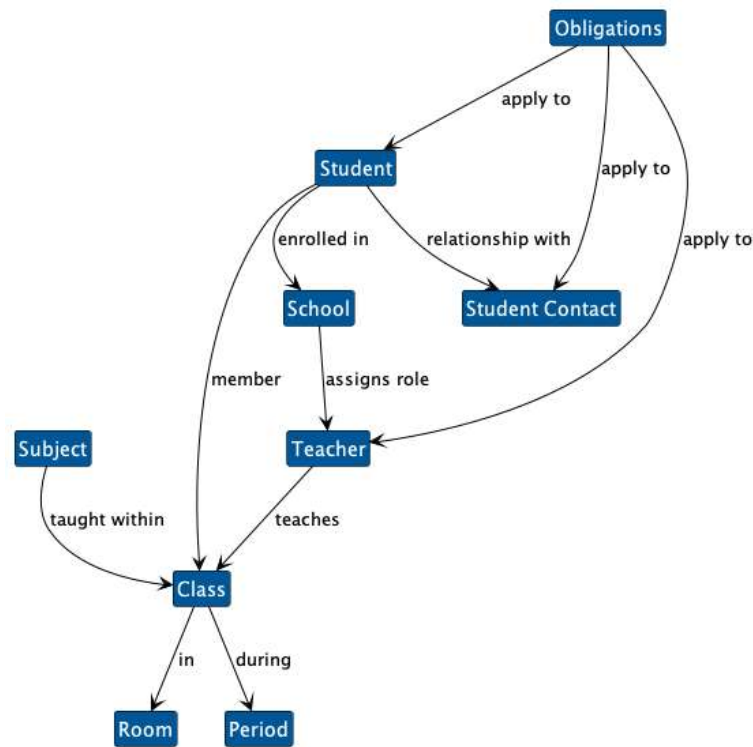 Obligations
apply to
Student
apply to
enrolled in
relationship with
apply to
School
Student Contact
member
assigns role
Subject
Teacher
taught within
teaches
Class
in
during
Room
Period